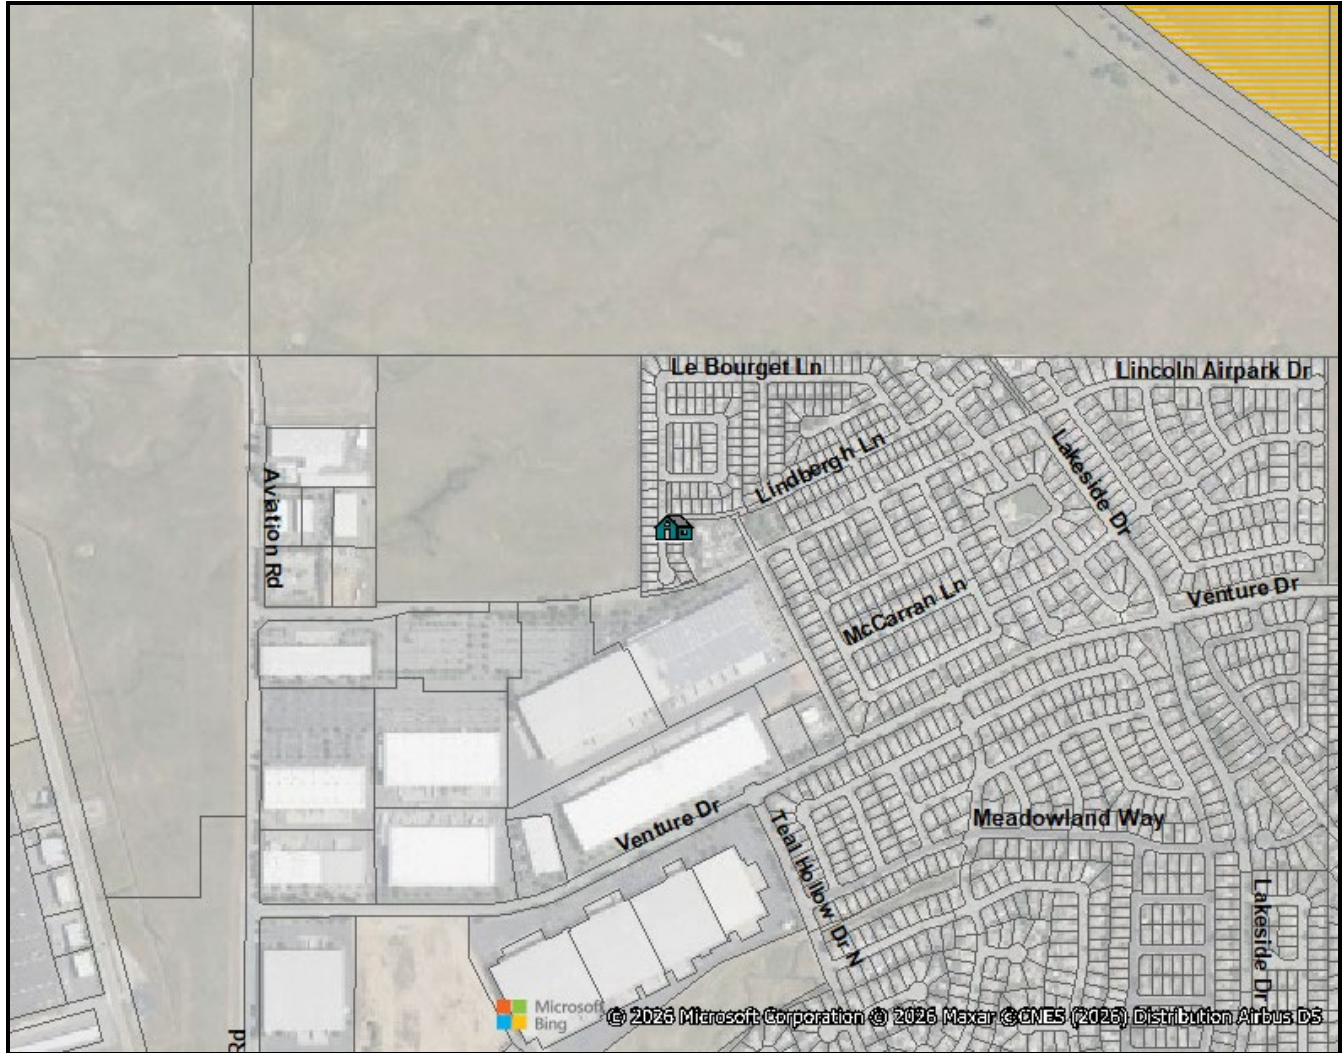 Le Bourget Ln
Lincoln Airpark Dr
Lindbergh Ln
Lakeside Dr
Aviation Rd
McCarran Ln
Venture Dr
Venture Dr
Meadowland Way
Teal Hollow Dr N
Lakeside Dr
Rd
Microsoft
Bing
© 2026 Microsoft Corporation © 2026 Maxar ©CNES (2026) Distribution Airbus DS